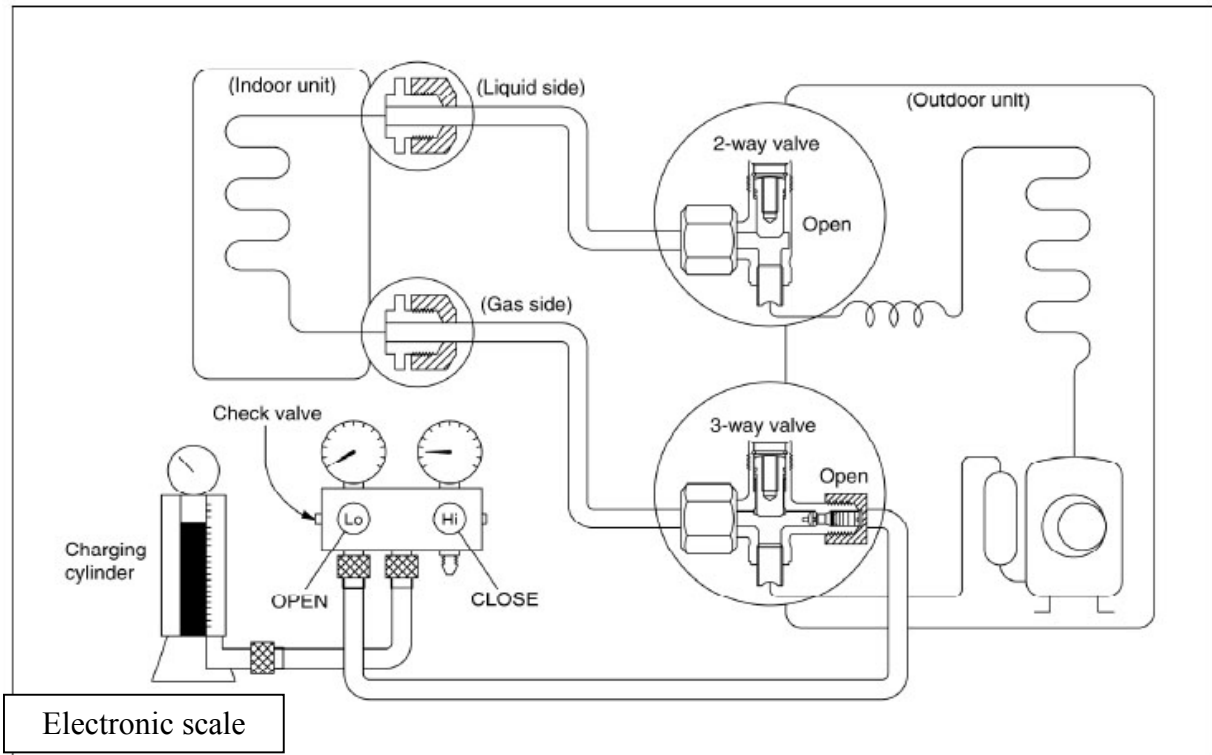 (Indoor unit)
(Liquid side)
(Outdoor unit)
2-way valve
Open
(Gas side)
Check valve
3-way valve
Open
Lo
Hi
Charging
cylinder
OPEN
CLOSE
Electronic scale